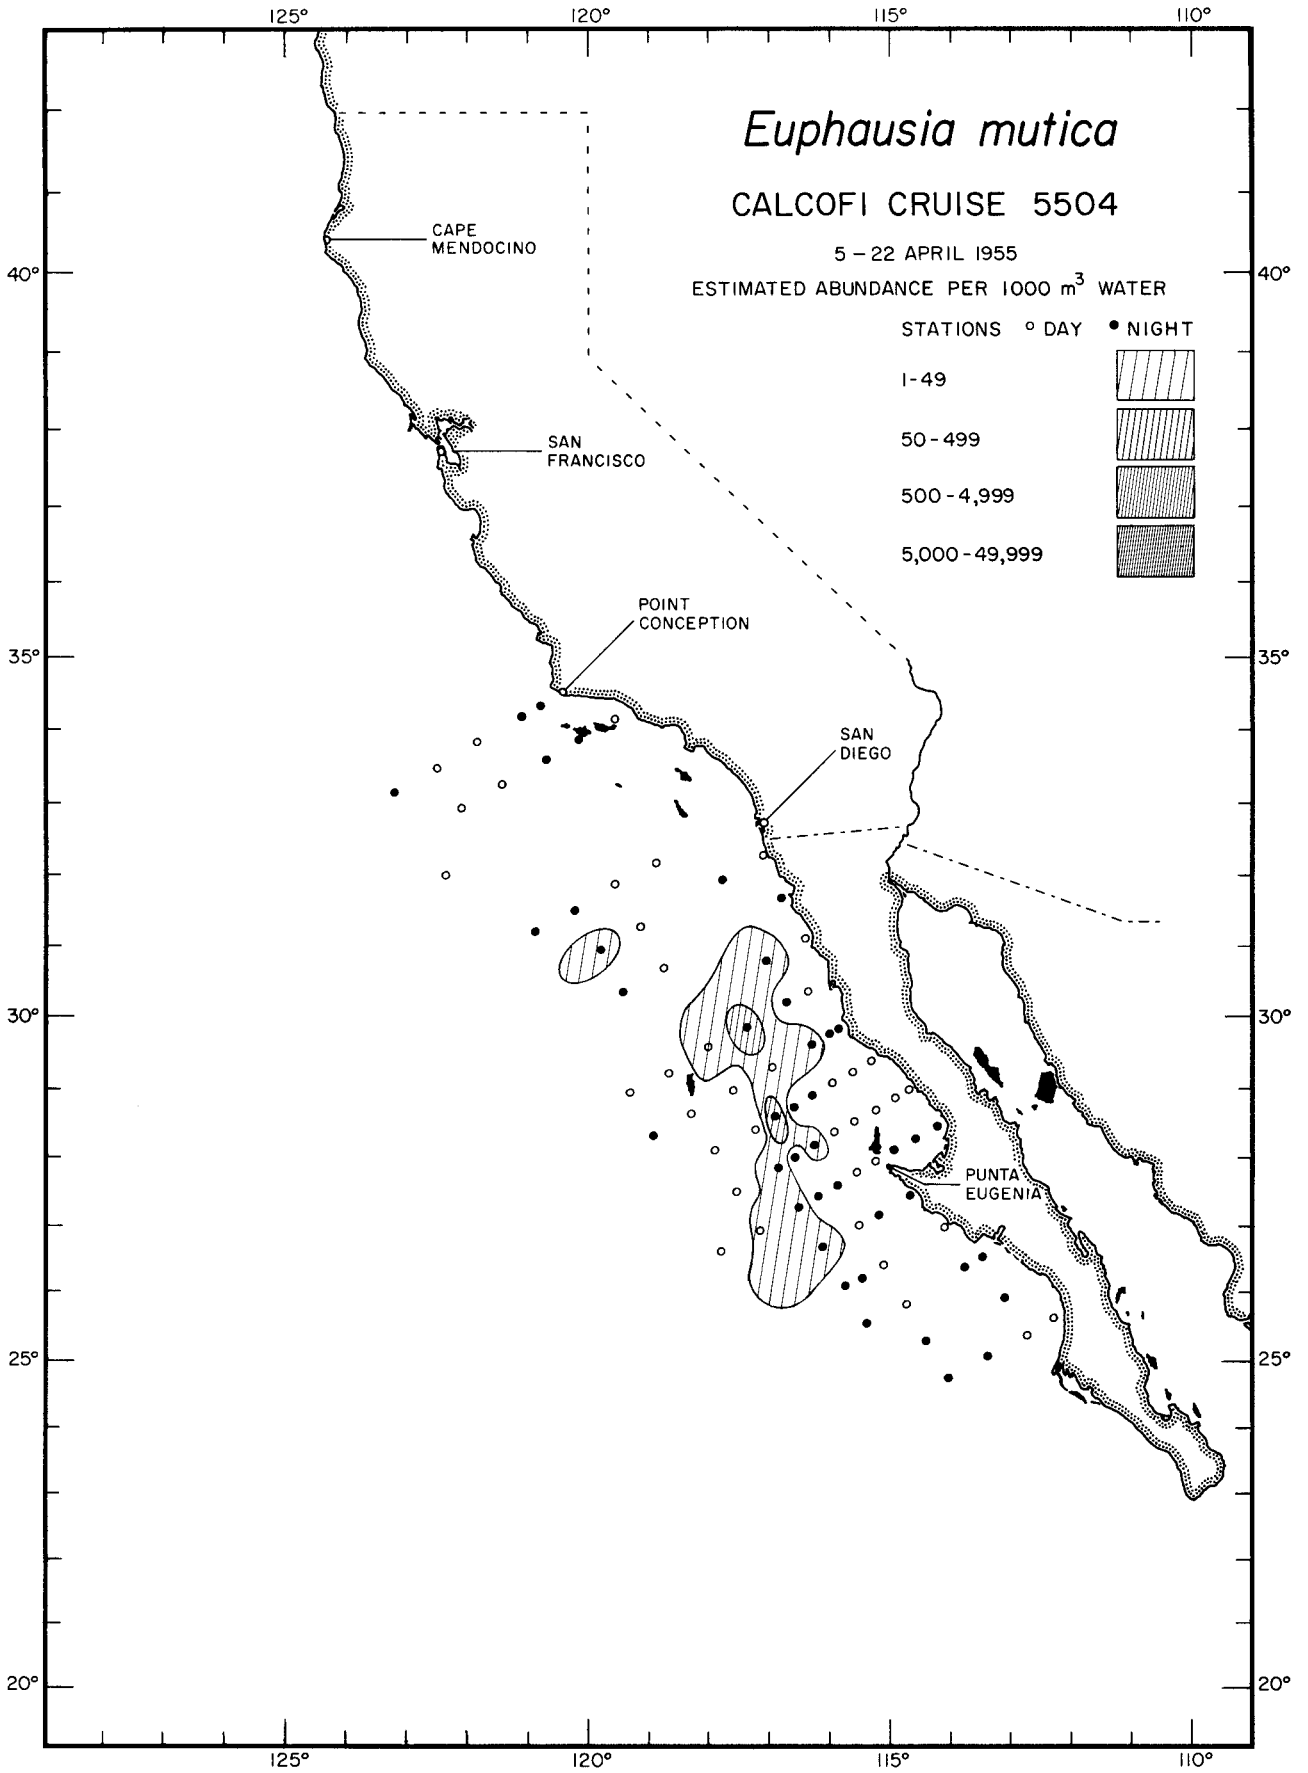 125° 120° 115° 110°
Euphausia mutica
CALCOFI CRUISE 5504
5 – 22 APRIL 1955
ESTIMATED ABUNDANCE PER 1000 m³ WATER
STATIONS ○ DAY ● NIGHT
1-49
50-499
500-4,999
5,000-49,999
CAPE
MENDOCINO
40° 40°
SAN
FRANCISCO
POINT
CONCEPTION
35° 35°
SAN
DIEGO
30° 30°
PUNTA
EUGENIA
25° 25°
20° 20°
125° 120° 115° 110°